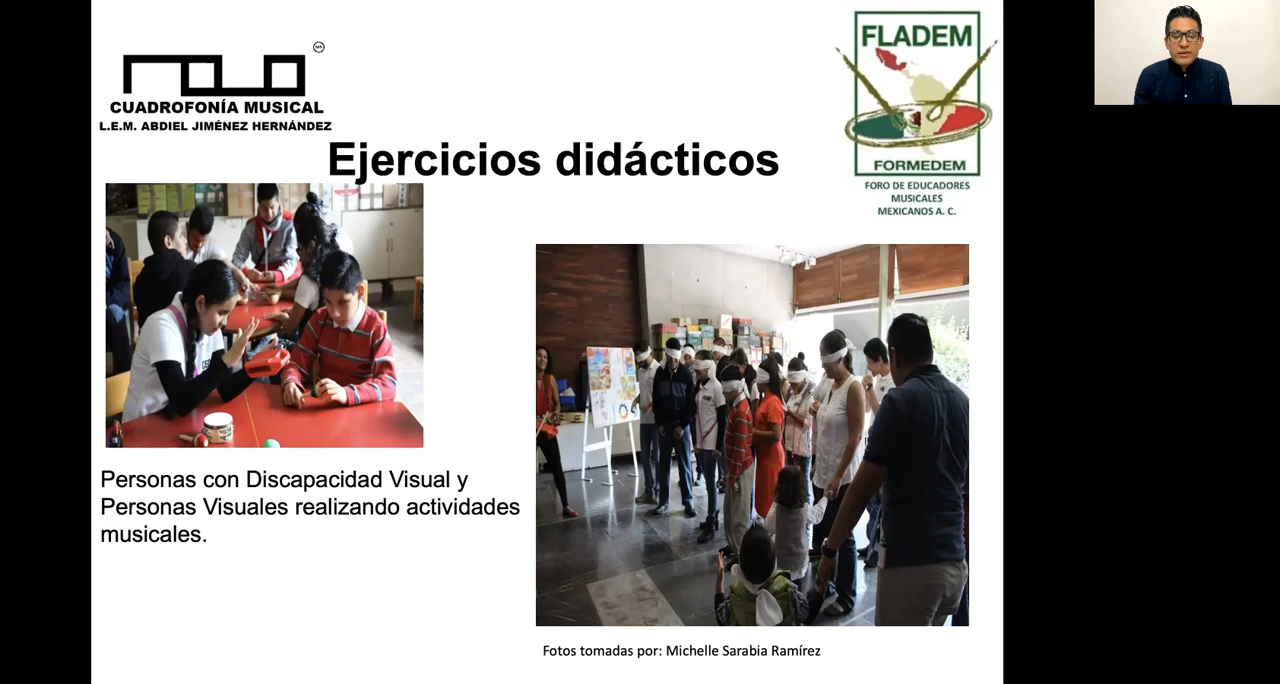 MR
CUADROFONÍA MUSICAL
L.E.M. ABDIEL JIMÉNEZ HERNÁNDEZ
FLADEM
FORMEDEM
FORO DE EDUCADORES
MUSICALES
MEXICANOS A. C.
Ejercicios didácticos
Personas con Discapacidad Visual y
Personas Visuales realizando actividades
musicales.
Fotos tomadas por: Michelle Sarabia Ramírez